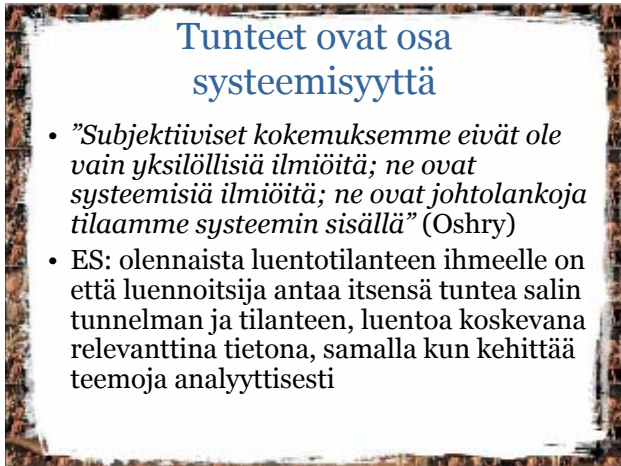 Tunteet ovat osa
systeemisyyttä
• ”Subjektiiviset kokemuksemme eivät ole
vain yksilöllisiä ilmiöitä; ne ovat
systeemisiä ilmiöitä; ne ovat johtolankoja
tilaamme systeemin sisällä” (Oshry)
• ES: olennaista luentotilanteen ihmeelle on
että luennoitsija antaa itsensä tuntea salin
tunnelman ja tilanteen, luentoa koskevana
relevanttina tietona, samalla kun kehittää
teemoja analyyttisesti